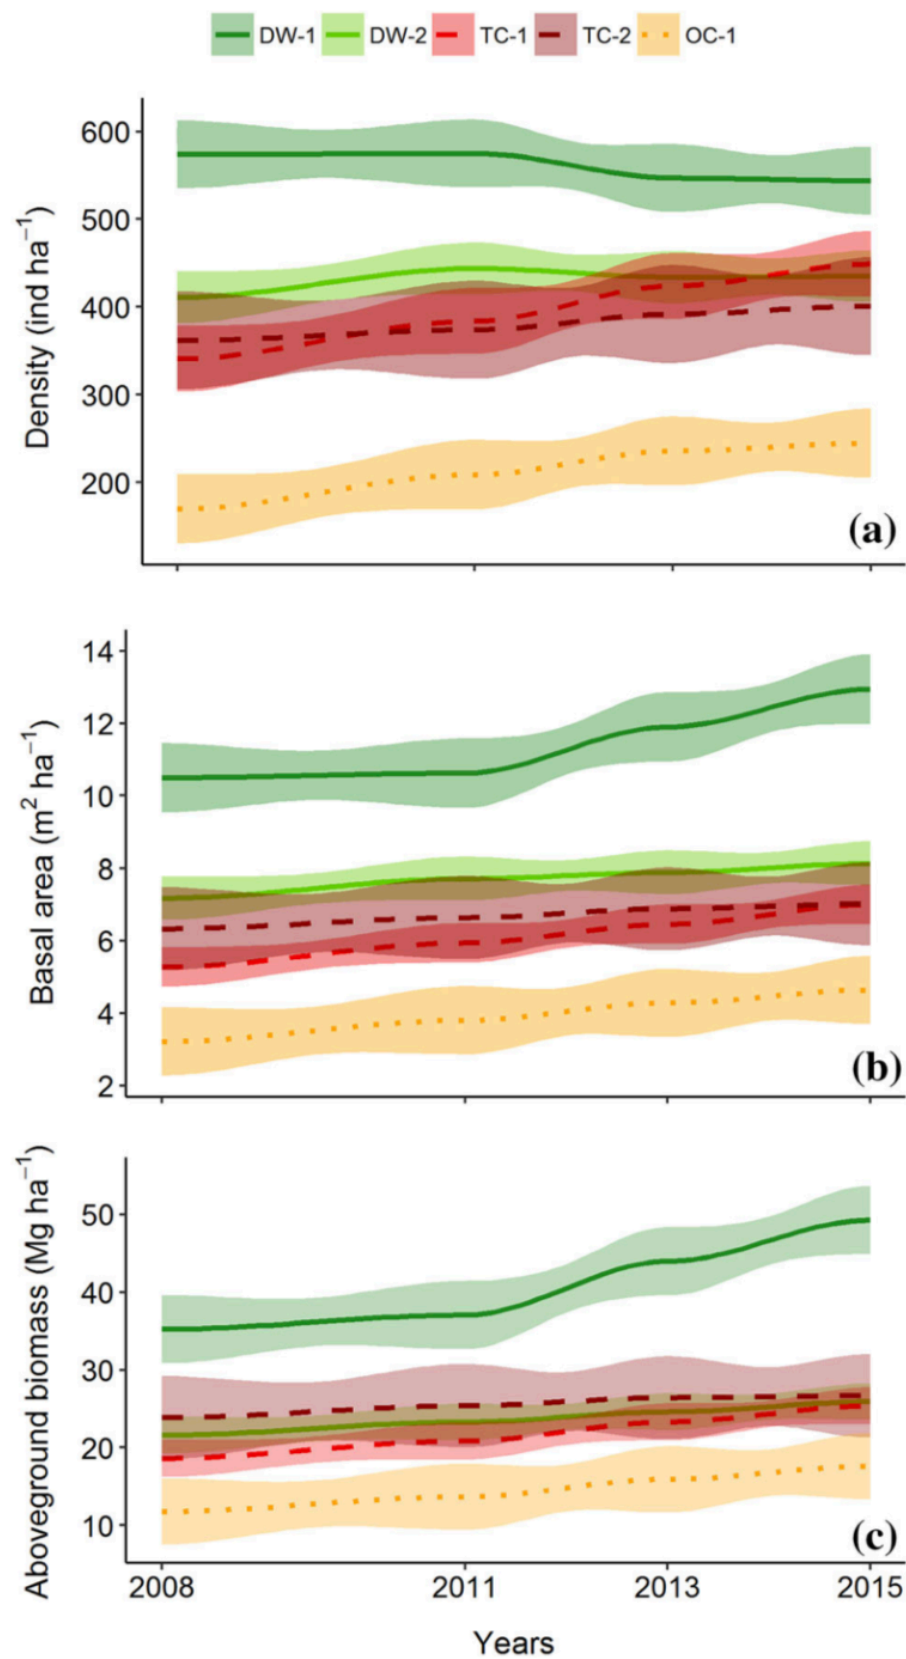 DW-1 DW-2 TC-1 TC-2 OC-1
Density (ind ha⁻¹)
600
500
400
300
200
(a)
Basal area (m² ha⁻¹)
14
12
10
8
6
4
2
(b)
Aboveground biomass (Mg ha⁻¹)
50
40
30
20
10
(c)
2008 2011 2013 2015
Years